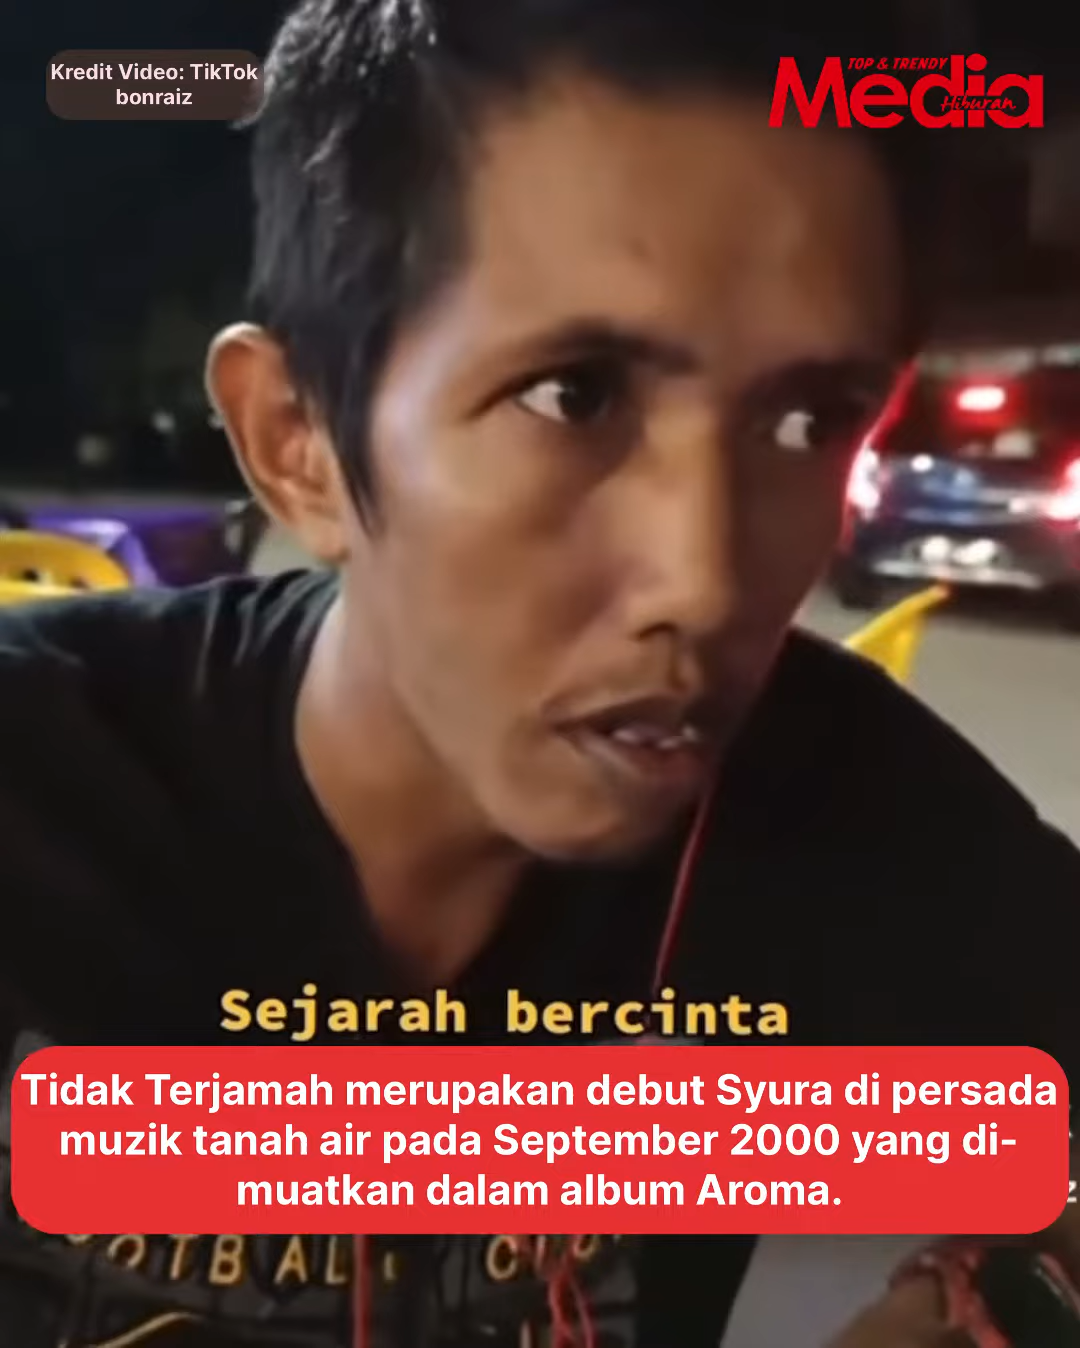 Kredit Video: TikTok
bonraiz
TOP & TRENDY
Media
Hiburan
Sejarah bercinta
Tidak Terjamah merupakan debut Syura di persada
muzik tanah air pada September 2000 yang di-
muatkan dalam album Aroma.